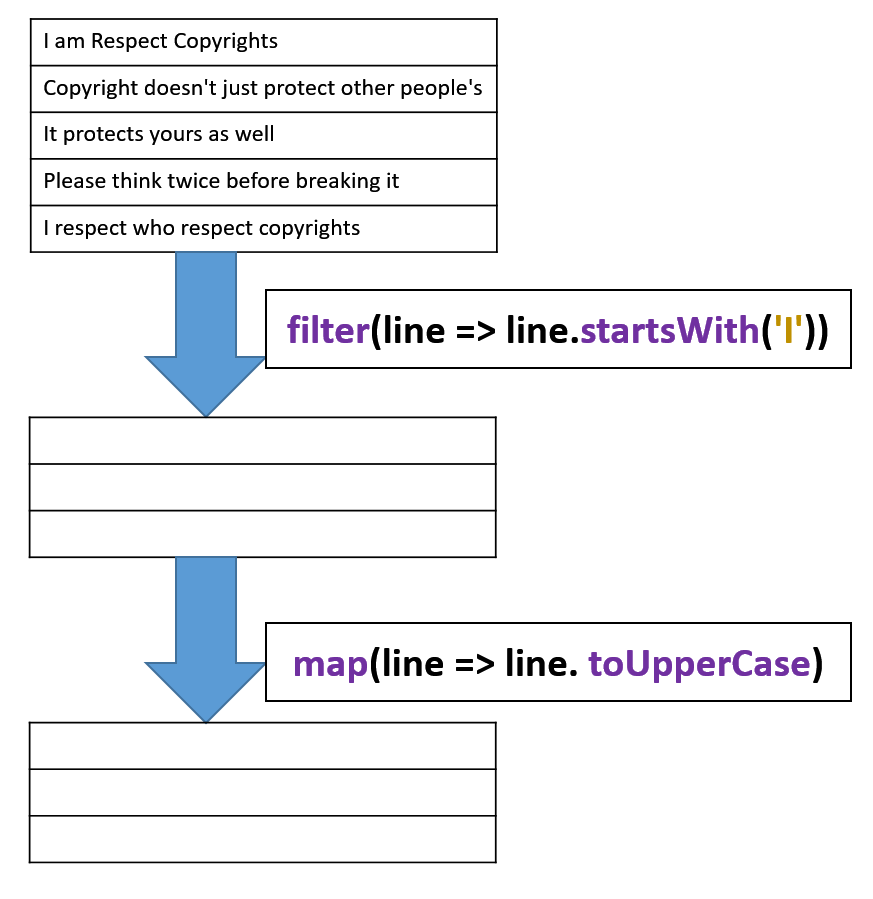 I am Respect Copyrights
Copyright doesn't just protect other people's
It protects yours as well
Please think twice before breaking it
I respect who respect copyrights
filter(line => line.startsWith('I'))
map(line => line. toUpperCase)